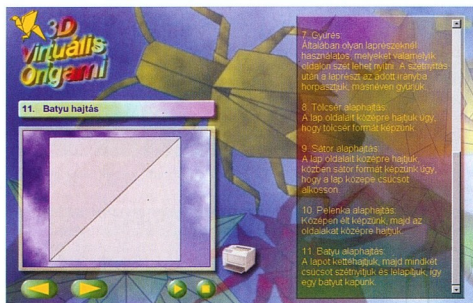 3D
Virtuális
Origami
11. Batyu hajtás
7. Gyűrés:
Általában olyan laprészeknél
használatos, melyeket valamelyik
oldalon szét lehet nyitni. A szétnyitás
után a laprészt az adott irányba
horpasztjuk, másnéven gyűrjük.
8. Tölcsér alaphajtás:
A lap oldalait középre hajtjuk úgy,
hogy tölcsér formát képzünk.
9. Sátor alaphajtás:
A lap oldalait középre hajtjuk,
közben sátor formát képzünk úgy,
hogy a lap közepe csúcsot
alkosson.
10. Pelenka alaphajtás:
Középen élt képzünk, majd az
oldalakat középre hajtjuk.
11. Batyu alaphajtás:
A lapot kettéhajtjuk, majd mindkét
csúcsot szétnyitjuk és lelapítjuk, így
egy batyut kapunk.